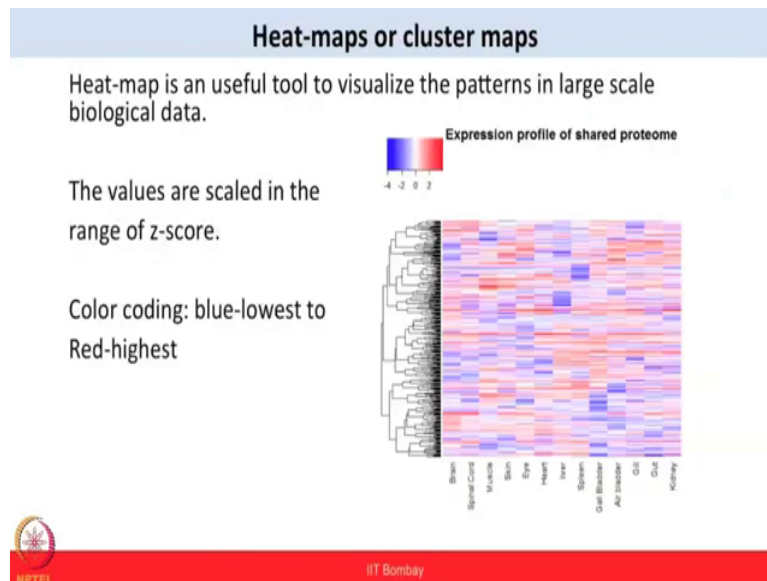 Heat-maps or cluster maps
Heat-map is an useful tool to visualize the patterns in large scale
biological data.
Expression profile of shared proteome
-4 -2 0 2
The values are scaled in the
range of z-score.
Color coding: blue-lowest to
Red-highest
Brain
Spinal Cord
Muscle
Skin
Eye
Heart
liver
Spleen
Gall Bladder
Air bladder
Gill
Gut
Kidney
NPTEL
IIT Bombay